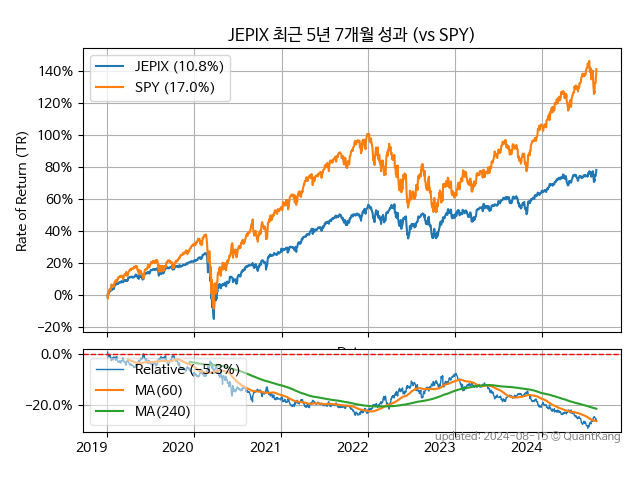 JEPIX 최근 5년 7개월 성과 (vs SPY)
JEPIX (10.8%)
SPY (17.0%)
Rate of Return (TR)
140%
120%
100%
80%
60%
40%
20%
0%
−20%
0.0%
−20.0%
Relative (−5.3%)
MA(60)
MA(240)
2019 2020 2021 2022 2023 2024
updated: 2024-08-16 © QuantKang